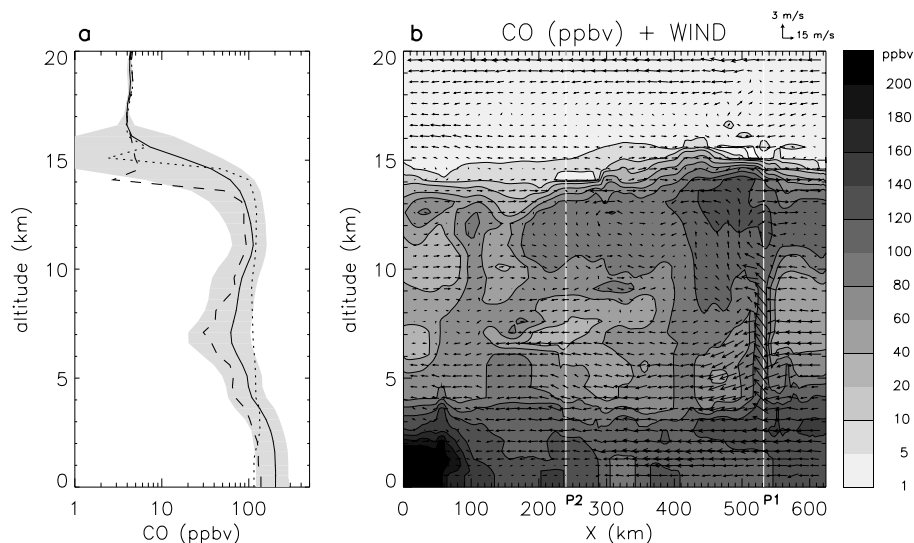 a
20
15
10
5
0
altitude (km)
1 10 100
CO (ppbv)
b CO (ppbv) + WIND
3 m/s
15 m/s
20
15
10
5
0
altitude (km)
P2 P1
0 100 200 300 400 500 600
X (km)
ppbv
200
180
160
140
120
100
80
60
40
20
10
5
1